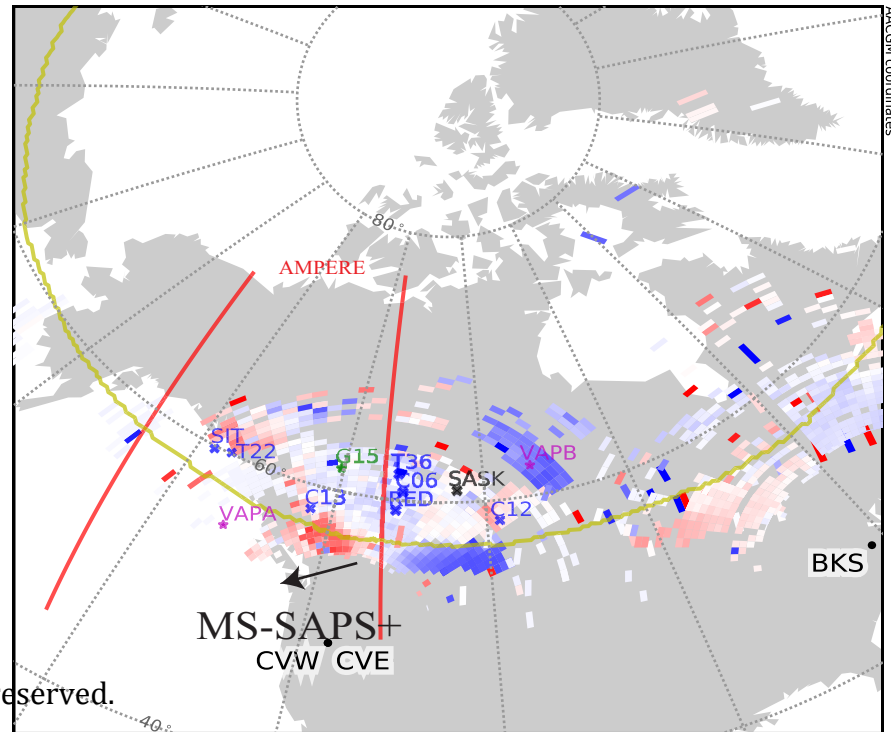 AACGM Coordinates
80°
AMPERE
SIT
T22
G15
T36
VAPB
60°
C06
SASK
C13
RED
C12
VAPA
BKS
MS-SAPS+
CVW CVE
eserved.
40°